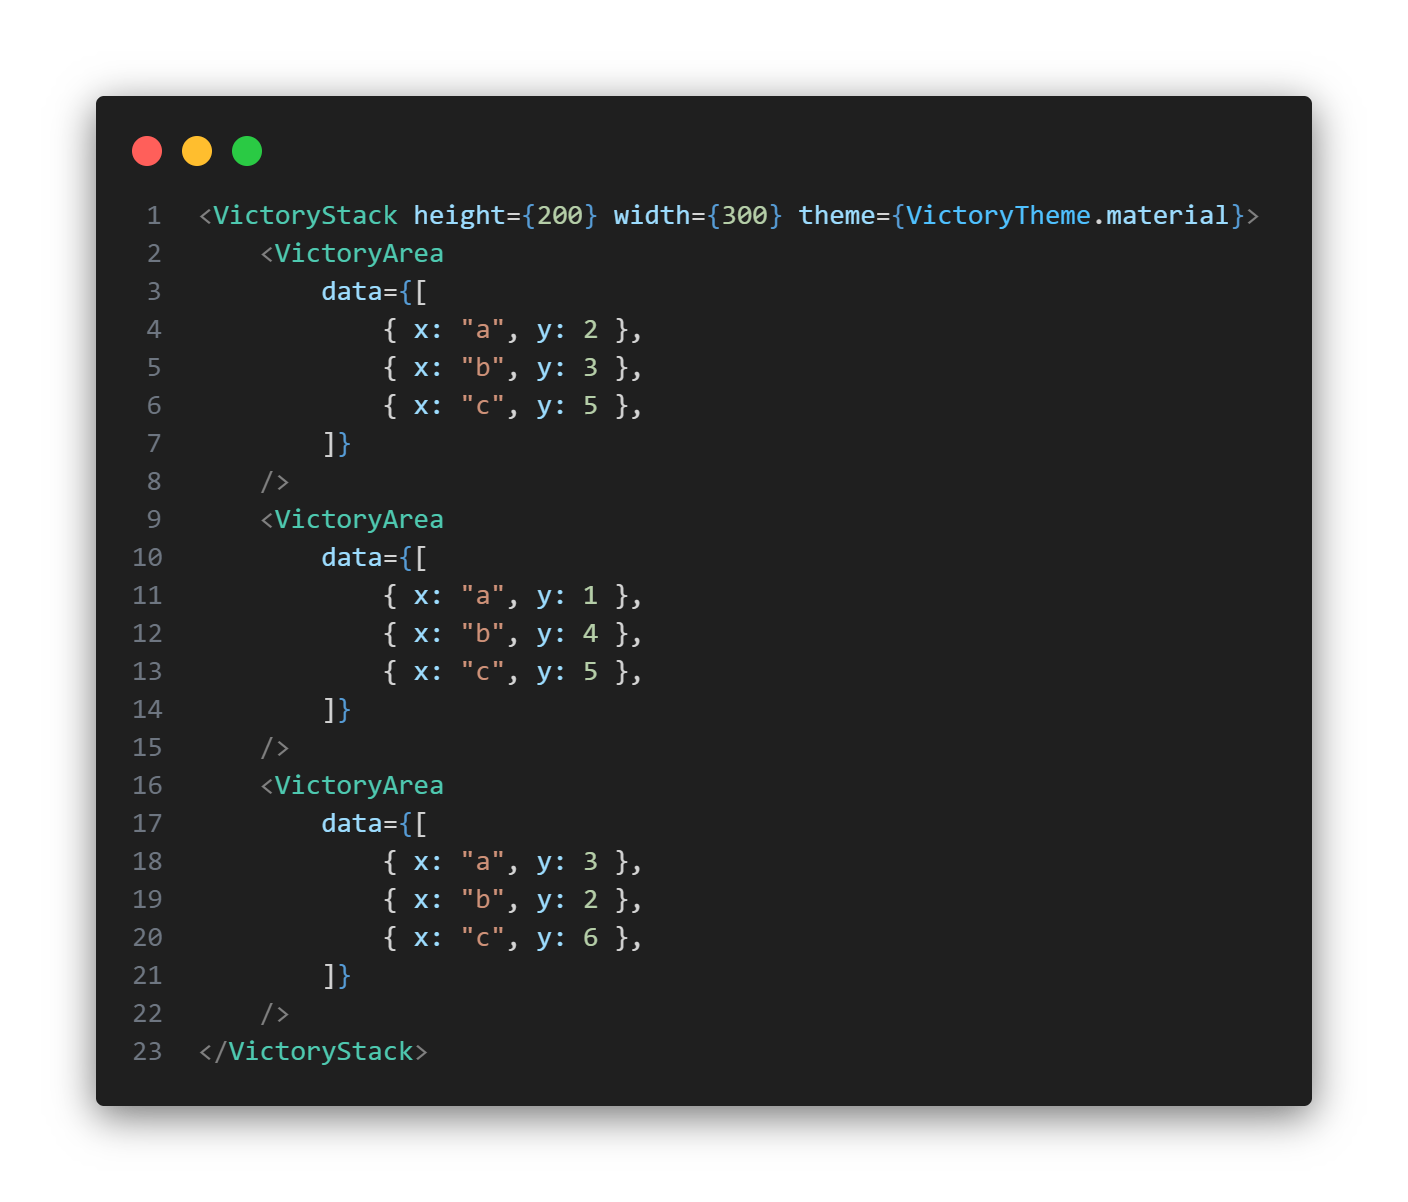 1 <VictoryStack height={200} width={300} theme={VictoryTheme.material}>
2     <VictoryArea
3         data={[
4             { x: "a", y: 2 },
5             { x: "b", y: 3 },
6             { x: "c", y: 5 },
7         ]}
8     />
9     <VictoryArea
10         data={[
11             { x: "a", y: 1 },
12             { x: "b", y: 4 },
13             { x: "c", y: 5 },
14         ]}
15     />
16     <VictoryArea
17         data={[
18             { x: "a", y: 3 },
19             { x: "b", y: 2 },
20             { x: "c", y: 6 },
21         ]}
22     />
23 </VictoryStack>